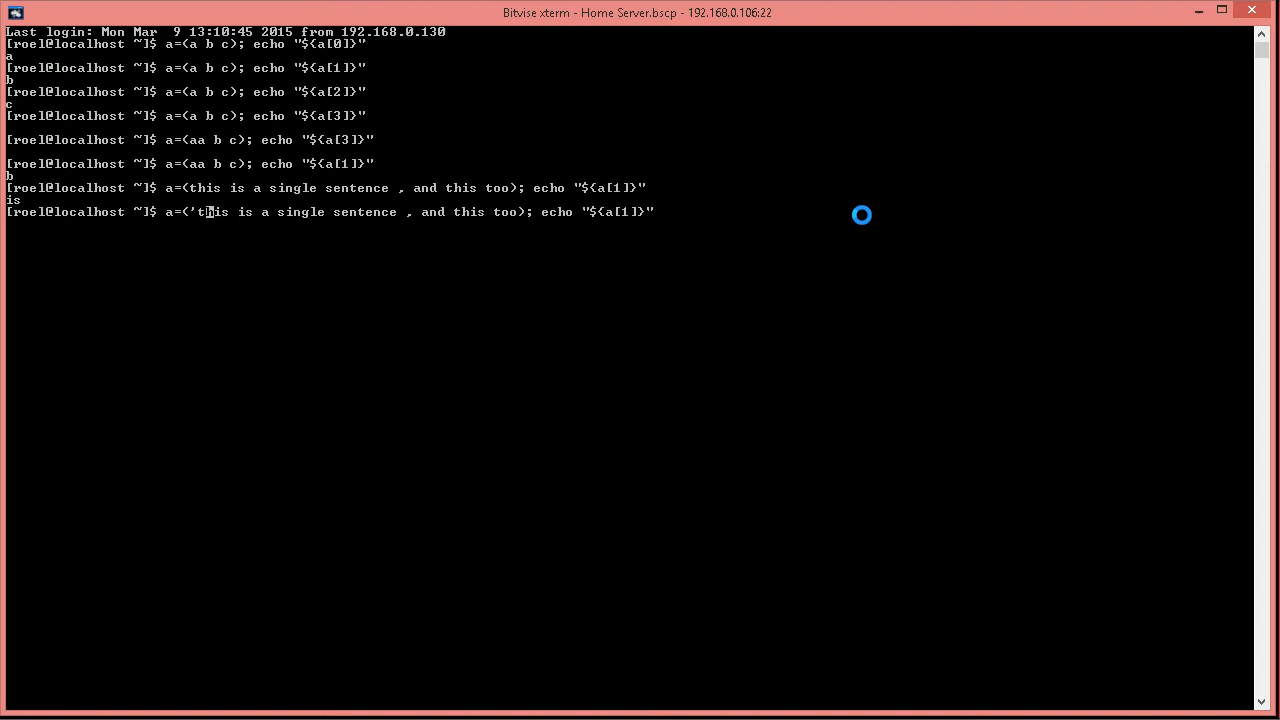 Bitvise xterm - Home Server.bscp - 192.168.0.106:22
Last login: Mon Mar  9 13:10:45 2015 from 192.168.0.130
[roel@localhost ~]$ a=(a b c); echo "${a[0]}"
a
[roel@localhost ~]$ a=(a b c); echo "${a[1]}"
b
[roel@localhost ~]$ a=(a b c); echo "${a[2]}"
c
[roel@localhost ~]$ a=(a b c); echo "${a[3]}"
[roel@localhost ~]$ a=(aa b c); echo "${a[3]}"
[roel@localhost ~]$ a=(aa b c); echo "${a[1]}"
b
[roel@localhost ~]$ a=(this is a single sentence , and this too); echo "${a[1]}"
is
[roel@localhost ~]$ a=('this is a single sentence , and this too); echo "${a[1]}"